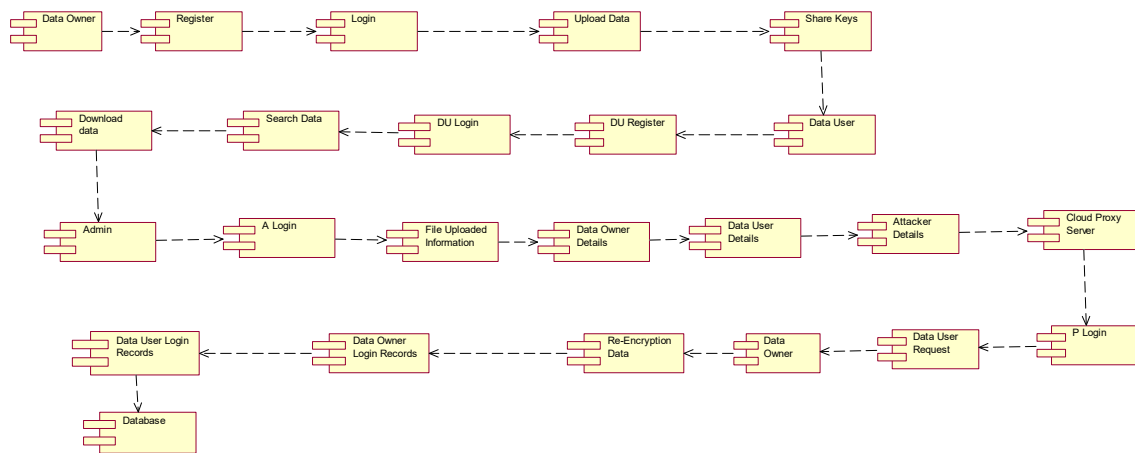 Data Owner
Register
Login
Upload Data
Share Keys
Download
data
Search Data
DU Login
DU Register
Data User
Admin
A Login
File Uploaded
Information
Data Owner
Details
Data User
Details
Attacker
Details
Cloud Proxy
Server
Data User Login
Records
Data Owner
Login Records
Re-Encryption
Data
Data
Owner
Data User
Request
P Login
Database